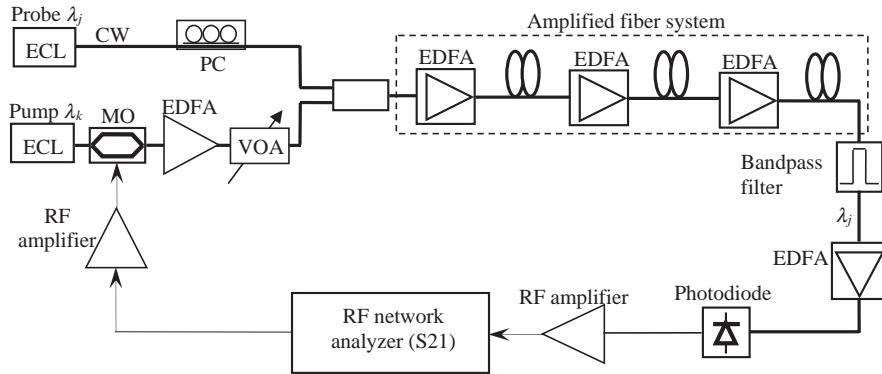 Probe λj
ECL
CW
PC
Amplified fiber system
EDFA
EDFA
EDFA
Pump λk
ECL
MO
EDFA
VOA
Bandpass
filter
λj
EDFA
RF
amplifier
RF network
analyzer (S21)
RF amplifier
Photodiode